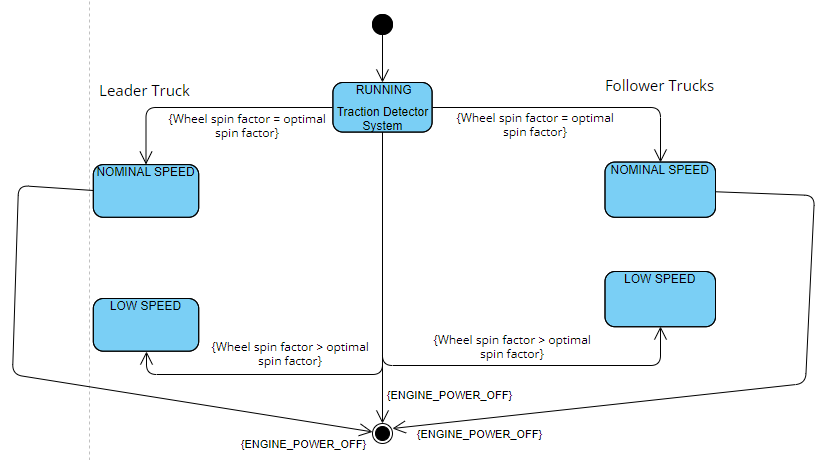 Leader Truck
RUNNING
Traction Detector
System
Follower Trucks
{Wheel spin factor = optimal
spin factor}
{Wheel spin factor = optimal
spin factor}
NOMINAL SPEED
NOMINAL SPEED
LOW SPEED
LOW SPEED
{Wheel spin factor > optimal
spin factor}
{Wheel spin factor > optimal
spin factor}
{ENGINE_POWER_OFF}
{ENGINE_POWER_OFF}
{ENGINE_POWER_OFF}